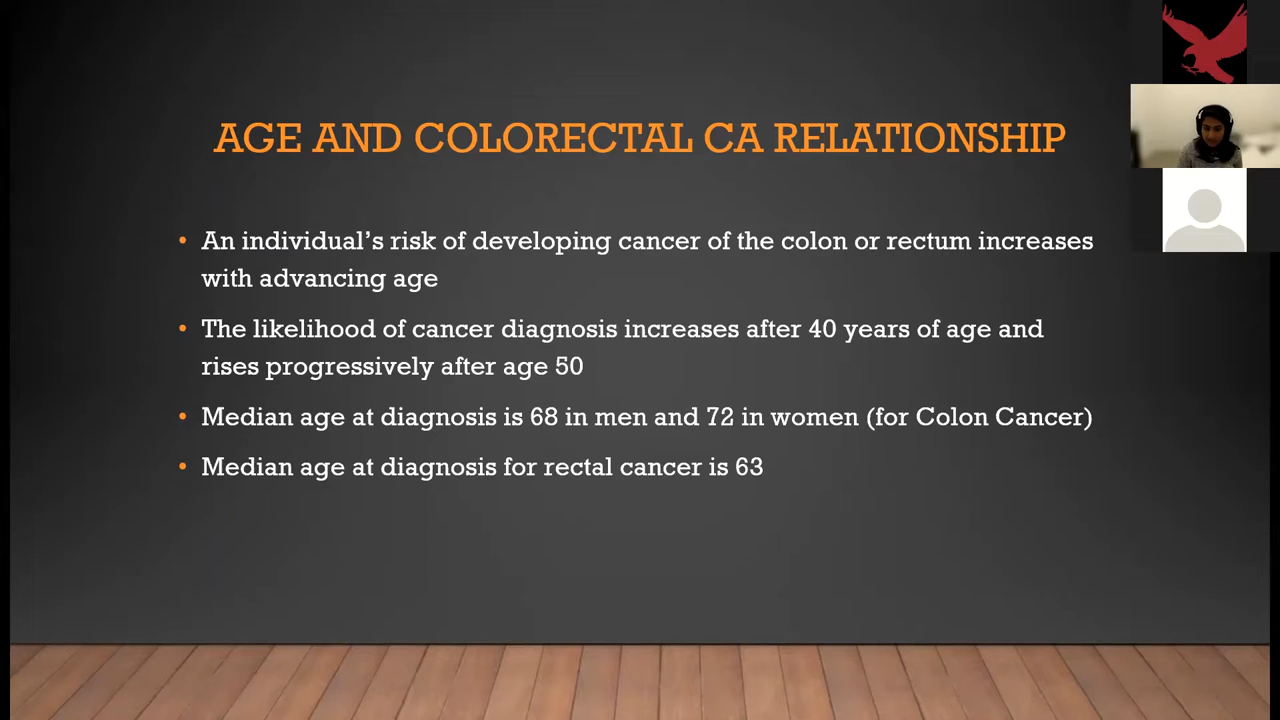 AGE AND COLORECTAL CA RELATIONSHIP
• An individual’s risk of developing cancer of the colon or rectum increases
with advancing age
• The likelihood of cancer diagnosis increases after 40 years of age and
rises progressively after age 50
• Median age at diagnosis is 68 in men and 72 in women (for Colon Cancer)
• Median age at diagnosis for rectal cancer is 63